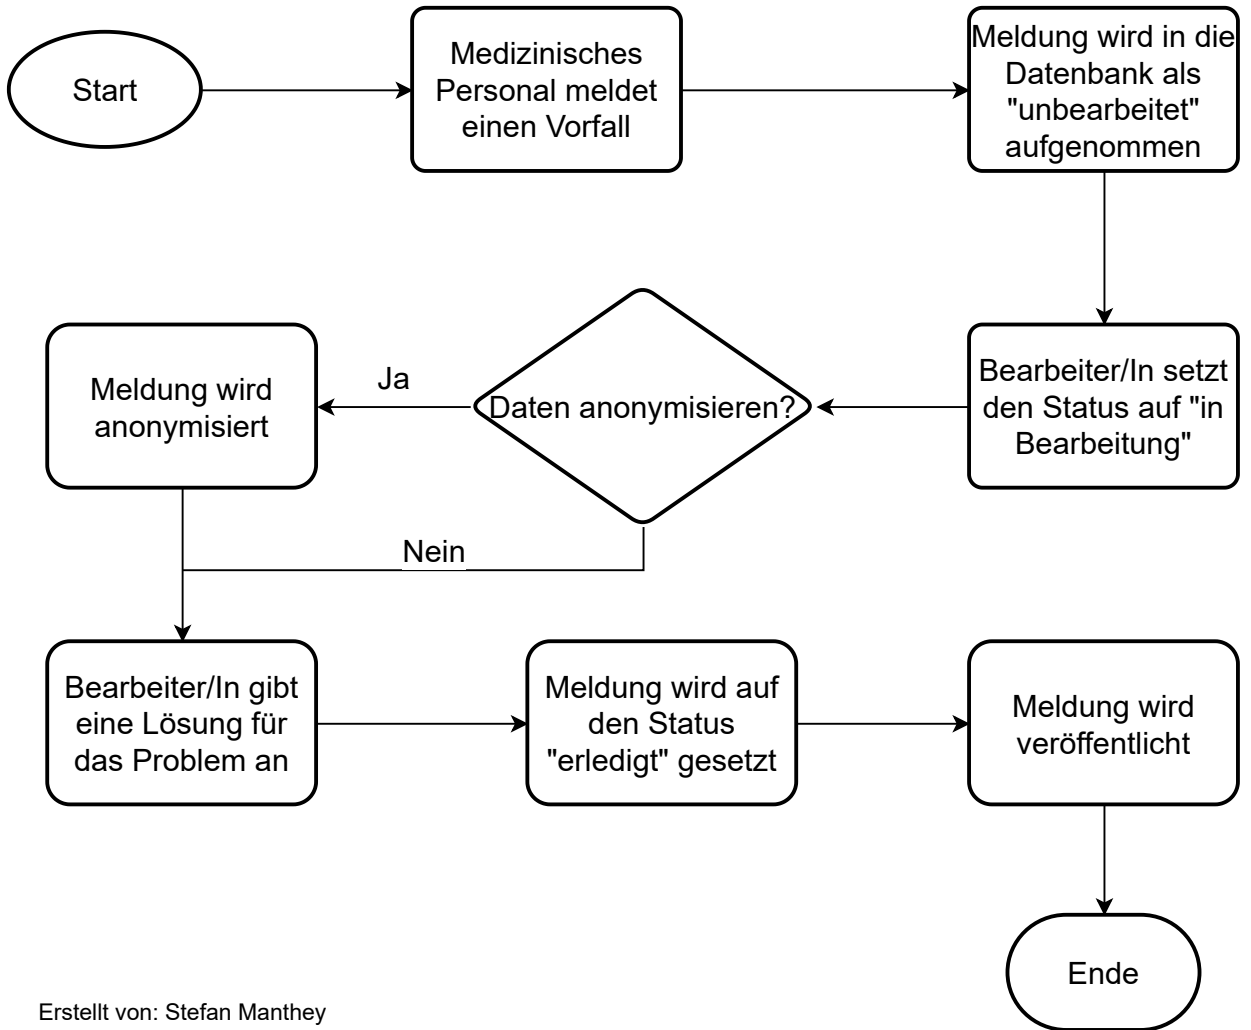 Start
Medizinisches
Personal meldet
einen Vorfall
Meldung wird in die
Datenbank als
"unbearbeitet"
aufgenommen
Bearbeiter/In setzt
den Status auf "in
Bearbeitung"
Daten anonymisieren?
Ja
Meldung wird
anonymisiert
Nein
Bearbeiter/In gibt
eine Lösung für
das Problem an
Meldung wird auf
den Status
"erledigt" gesetzt
Meldung wird
veröffentlicht
Ende
Erstellt von: Stefan Manthey